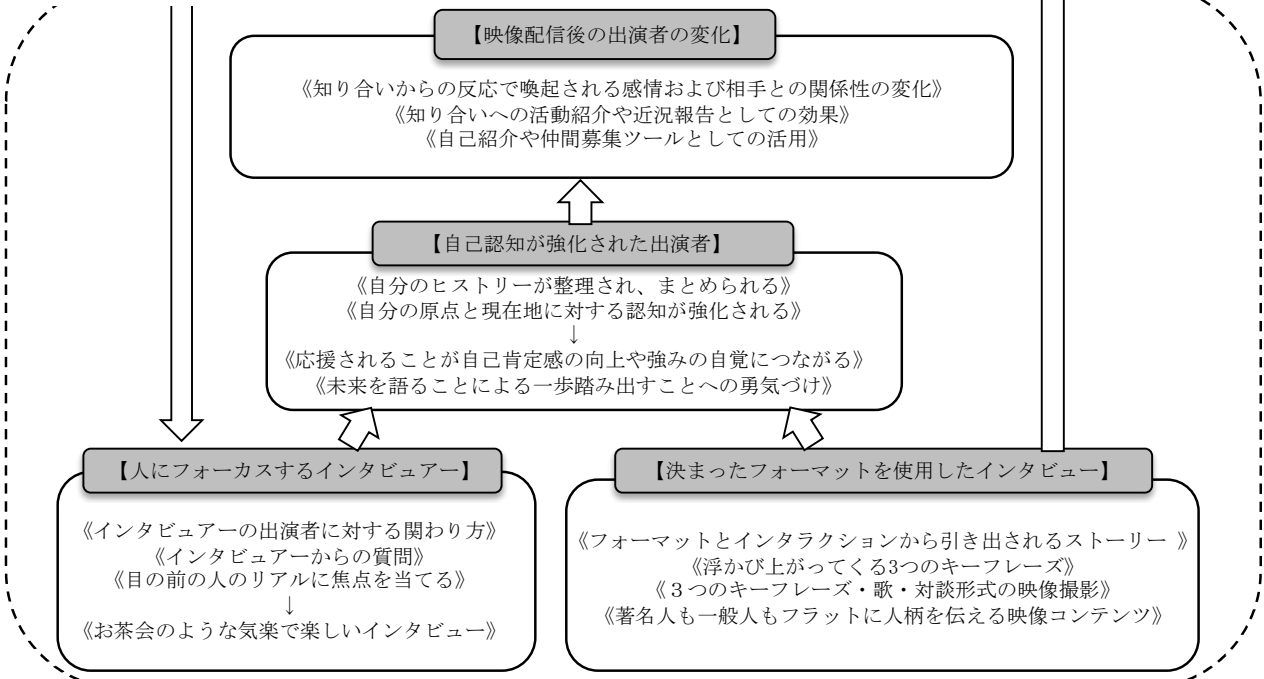 【映像配信後の出演者の変化】
《知り合いからの反応で喚起される感情および相手との関係性の変化》
《知り合いへの活動紹介や近況報告としての効果》
《自己紹介や仲間募集ツールとしての活用》
【自己認知が強化された出演者】
《自分のヒストリーが整理され、まとめられる》
《自分の原点と現在地に対する認知が強化される》
↓
《応援されることが自己肯定感の向上や強みの自覚につながる》
《未来を語ることによる一歩踏み出すことへの勇気づけ》
【人にフォーカスするインタビュアー】
《インタビュアーの出演者に対する関わり方》
《インタビュアーからの質問》
《目の前の人のリアルに焦点を当てる》
↓
《お茶会のような気楽で楽しいインタビュー》
【決まったフォーマットを使用したインタビュー】
《フォーマットとインタラクションから引き出されるストーリー 》
《浮かび上がってくる3つのキーフレーズ》
《３つのキーフレーズ・歌・対談形式の映像撮影》
《著名人も一般人もフラットに人柄を伝える映像コンテンツ》